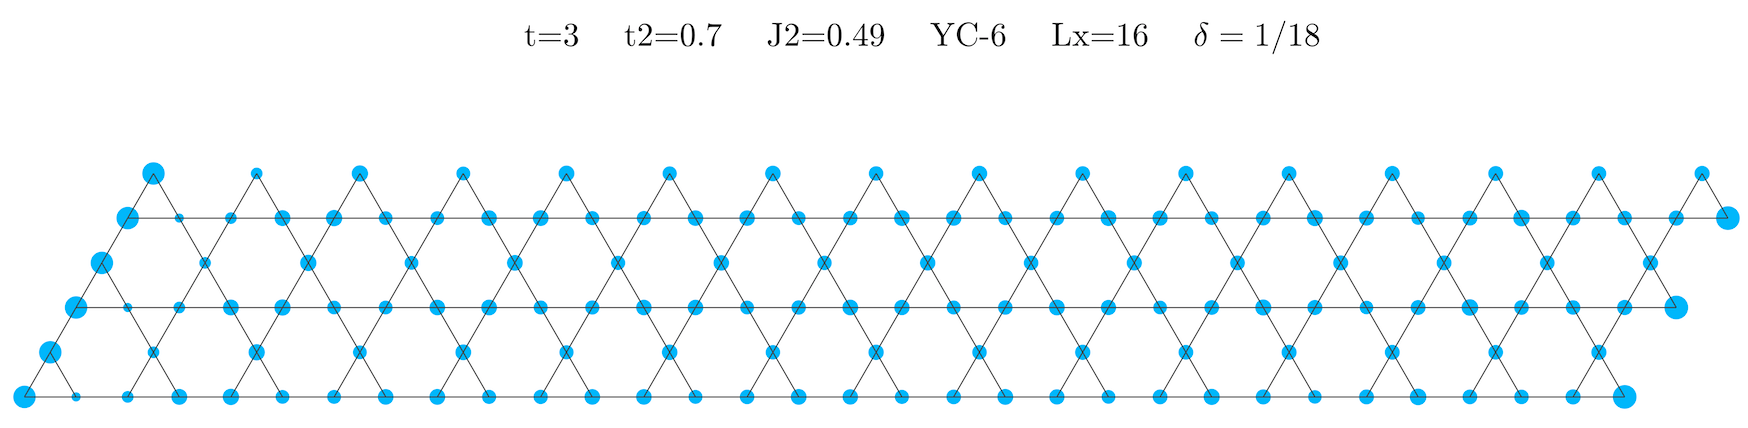 t=3 t2=0.7 J2=0.49 YC-6 Lx=16 δ = 1/18